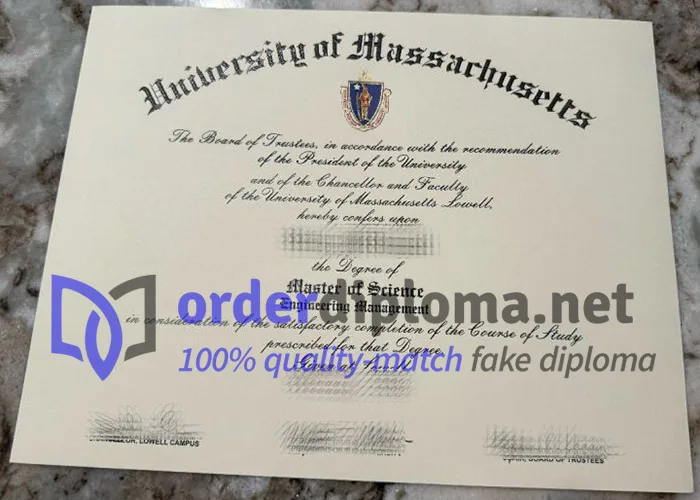 University of Massachusetts
The Board of Trustees, in accordance with the recommendation
of the President of the University
and of the Chancellor and Faculty
of the University of Massachusetts Lowell,
hereby confers upon
the Degree of
Master of Science
Engineering Management
orderdiploma.net
in consideration of the satisfactory completion of the Course of Study
prescribed for that Degree.
100% quality match fake diploma
Given at
LOWELL CAMPUS
BOARD OF TRUSTEES